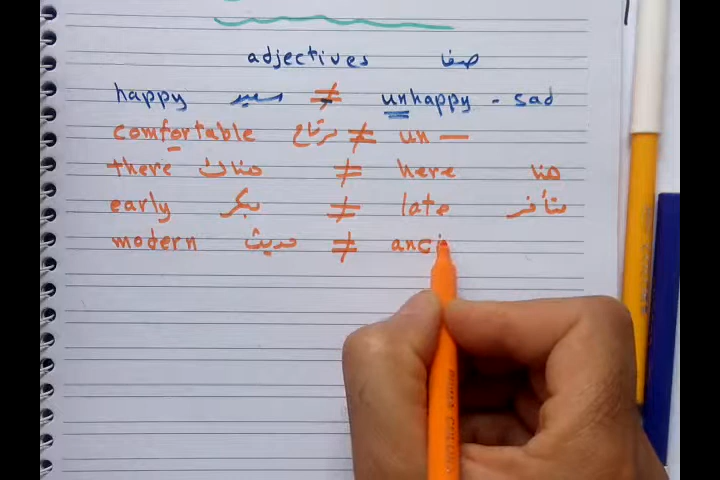 adjectives صفا
happy سعيد ≠ unhappy - sad
comfortable مرتاح ≠ un —
there هناك ≠ here هنا
early مبكر ≠ late متأخر
modern حديث ≠ anci